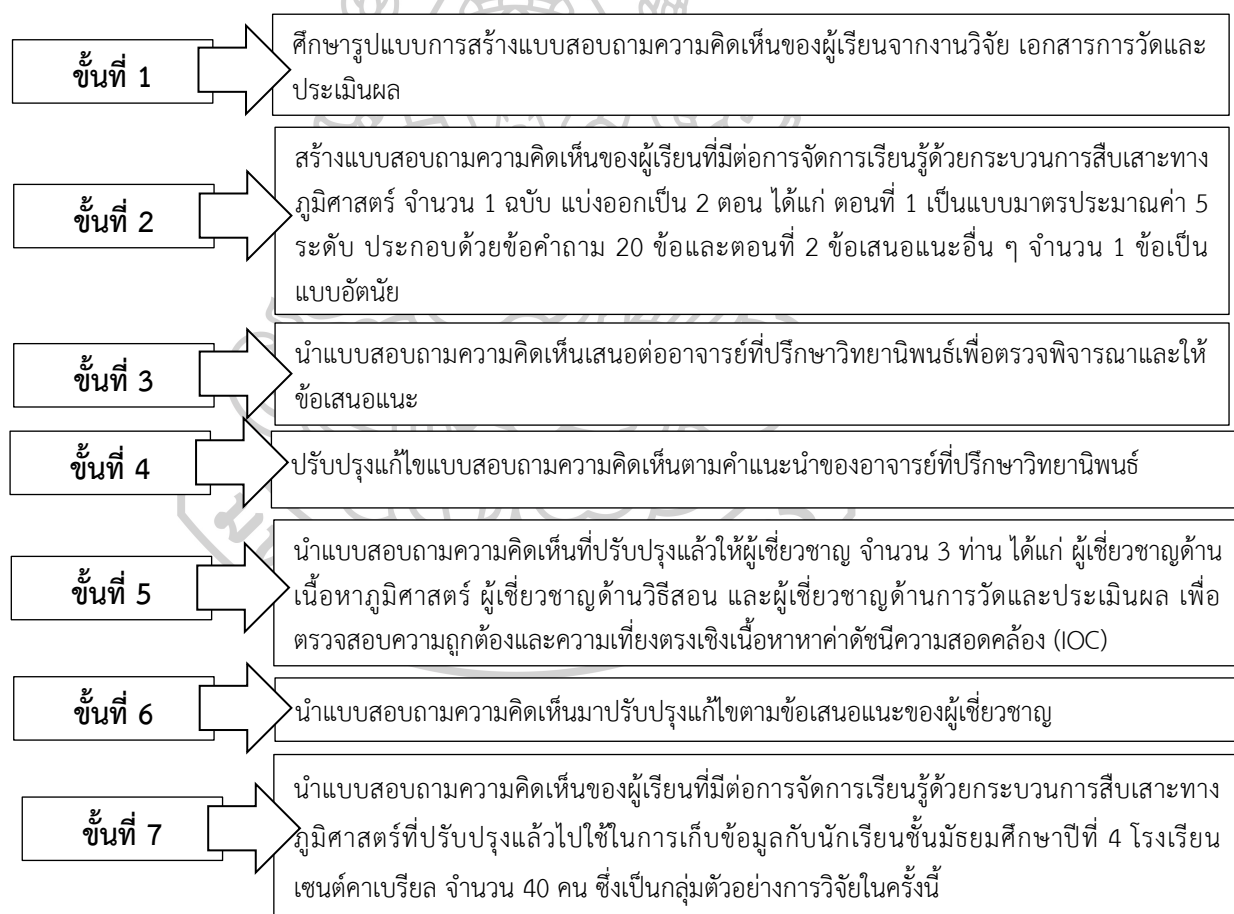 ขั้นที่ 1
ศึกษารูปแบบการสร้างแบบสอบถามความคิดเห็นของผู้เรียนจากงานวิจัย เอกสารการวัดและ
ประเมินผล
ขั้นที่ 2
สร้างแบบสอบถามความคิดเห็นของผู้เรียนที่มีต่อการจัดการเรียนรู้ด้วยกระบวนการสืบเสาะทาง
ภูมิศาสตร์ จำนวน 1 ฉบับ แบ่งออกเป็น 2 ตอน ได้แก่ ตอนที่ 1 เป็นแบบมาตรประมาณค่า 5
ระดับ ประกอบด้วยข้อคำถาม 20 ข้อและตอนที่ 2 ข้อเสนอแนะอื่น ๆ จำนวน 1 ข้อเป็น
แบบอัตนัย
ขั้นที่ 3
นำแบบสอบถามความคิดเห็นเสนอต่ออาจารย์ที่ปรึกษาวิทยานิพนธ์เพื่อตรวจพิจารณาและให้
ข้อเสนอแนะ
ขั้นที่ 4
ปรับปรุงแก้ไขแบบสอบถามความคิดเห็นตามคำแนะนำของอาจารย์ที่ปรึกษาวิทยานิพนธ์
ขั้นที่ 5
นำแบบสอบถามความคิดเห็นที่ปรับปรุงแล้วให้ผู้เชี่ยวชาญ จำนวน 3 ท่าน ได้แก่ ผู้เชี่ยวชาญด้าน
เนื้อหาภูมิศาสตร์ ผู้เชี่ยวชาญด้านวิธีสอน และผู้เชี่ยวชาญด้านการวัดและประเมินผล เพื่อ
ตรวจสอบความถูกต้องและความเที่ยงตรงเชิงเนื้อหาหาค่าดัชนีความสอดคล้อง (IOC)
ขั้นที่ 6
นำแบบสอบถามความคิดเห็นมาปรับปรุงแก้ไขตามข้อเสนอแนะของผู้เชี่ยวชาญ
ขั้นที่ 7
นำแบบสอบถามความคิดเห็นของผู้เรียนที่มีต่อการจัดการเรียนรู้ด้วยกระบวนการสืบเสาะทาง
ภูมิศาสตร์ที่ปรับปรุงแล้วไปใช้ในการเก็บข้อมูลกับนักเรียนชั้นมัธยมศึกษาปีที่ 4 โรงเรียน
เซนต์คาเบรียล จำนวน 40 คน ซึ่งเป็นกลุ่มตัวอย่างการวิจัยในครั้งนี้